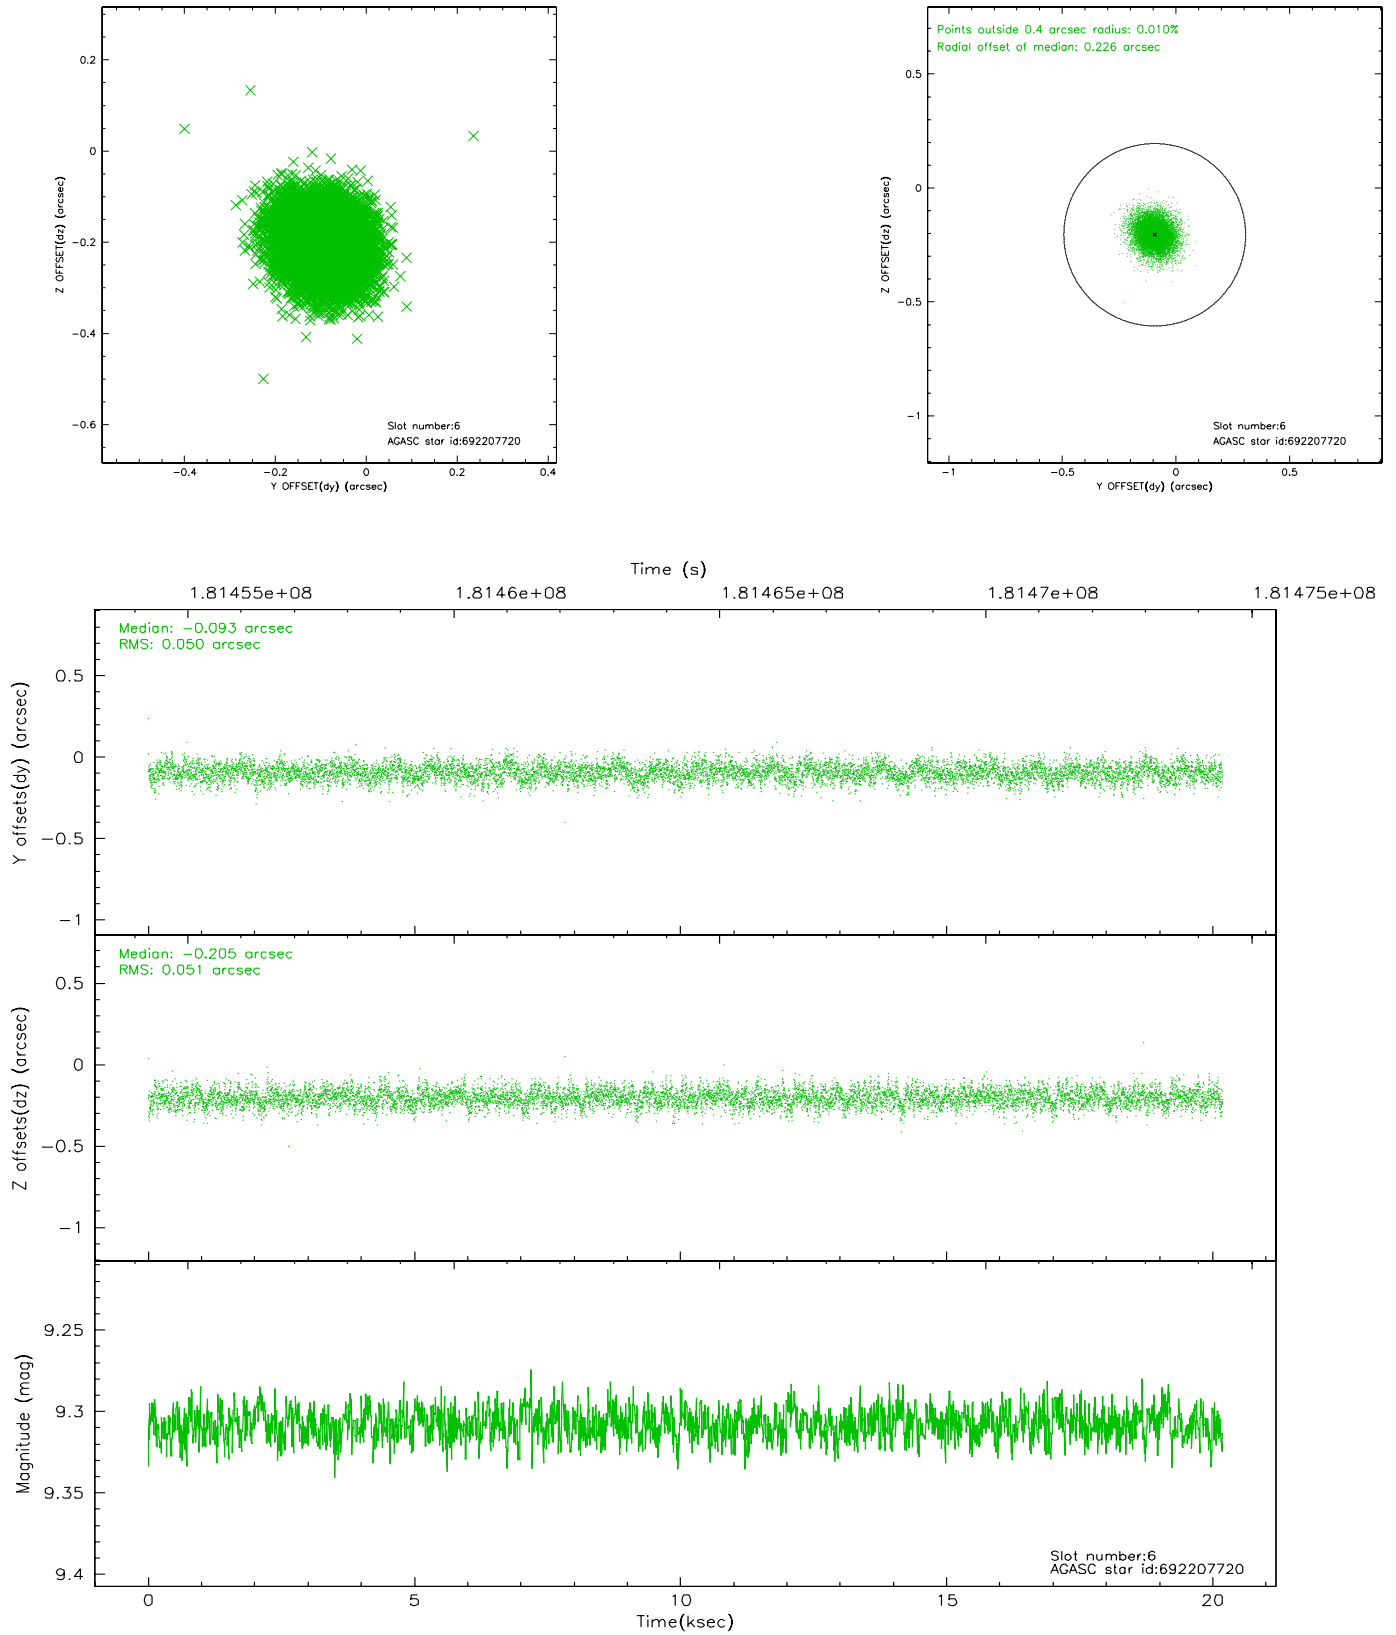 0.2
0
-0.2
-0.4
-0.6
Z OFFSET(dz) (arcsec)
Slot number:6
AGASC star id:692207720
-0.4 -0.2 0 0.2 0.4
Y OFFSET(dy) (arcsec)
Points outside 0.4 arcsec radius: 0.010%
Radial offset of median: 0.226 arcsec
0.5
0
-0.5
-1
Z OFFSET(dz) (arcsec)
Slot number:6
AGASC star id:692207720
-1 -0.5 0 0.5
Y OFFSET(dy) (arcsec)
Time (s)
1.81455e+08 1.8146e+08 1.81465e+08 1.8147e+08 1.81475e+08
Median: -0.093 arcsec
RMS: 0.050 arcsec
0.5
0
-0.5
-1
Y offsets(dy) (arcsec)
Median: -0.205 arcsec
RMS: 0.051 arcsec
0.5
0
-0.5
-1
Z offsets(dz) (arcsec)
9.25
9.3
9.35
9.4
Magnitude (mag)
Slot number:6
AGASC star id:692207720
0 5 10 15 20
Time(ksec)